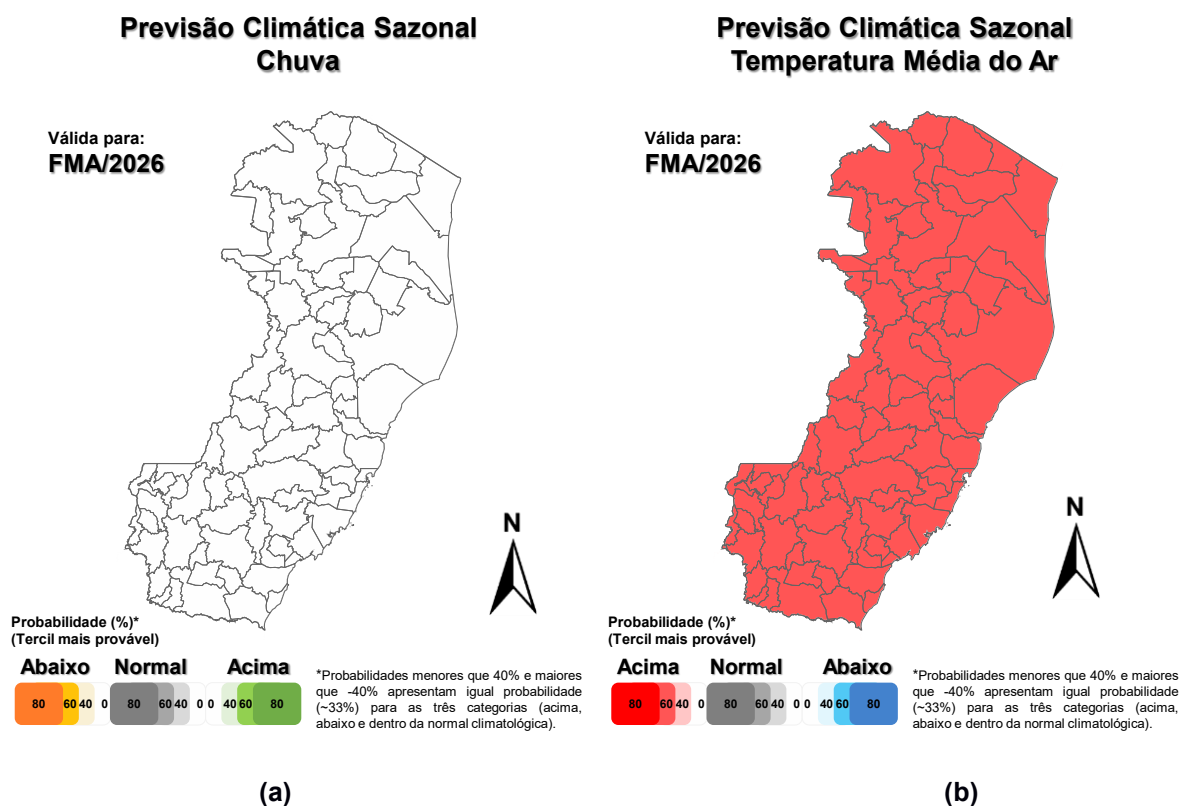 Previsão Climática Sazonal
Chuva
Válida para:
FMA/2026
N
Probabilidade (%)*
(Tercil mais provável)
Abaixo Normal Acima
80 60 40 0 80 60 40 0 0 40 60 80
*Probabilidades menores que 40% e maiores
que -40% apresentam igual probabilidade
(~33%) para as três categorias (acima,
abaixo e dentro da normal climatológica).
(a)
Previsão Climática Sazonal
Temperatura Média do Ar
Válida para:
FMA/2026
N
Probabilidade (%)*
(Tercil mais provável)
Acima Normal Abaixo
80 60 40 0 80 60 40 0 0 40 60 80
*Probabilidades menores que 40% e maiores
que -40% apresentam igual probabilidade
(~33%) para as três categorias (acima,
abaixo e dentro da normal climatológica).
(b)